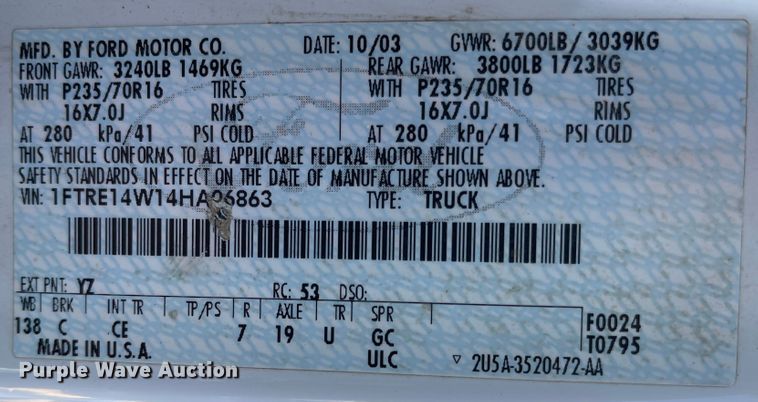 MFD. BY FORD MOTOR CO. DATE: 10/03 GVWR: 6700LB/ 3039KG
FRONT GAWR: 3240LB 1469KG REAR GAWR: 3800LB 1723KG
WITH P235/70R16 TIRES WITH P235/70R16 TIRES
16X7.0J RIMS 16X7.0J RIMS
AT 280 kPa/41 PSI COLD AT 280 kPa/41 PSI COLD
THIS VEHICLE CONFORMS TO ALL APPLICABLE FEDERAL MOTOR VEHICLE
SAFETY STANDARDS IN EFFECT ON THE DATE OF MANUFACTURE SHOWN ABOVE.
VIN: 1FTRE14W14HA06863 TYPE: TRUCK
EXT PNT: YZ RC: 53 DSO:
WB BRK INT TR TP/PS R AXLE TR SPR F0024
138 C CE 7 19 U GC T0795
MADE IN U.S.A. ULC ▽ 2U5A-3520472-AA
Purple Wave Auction